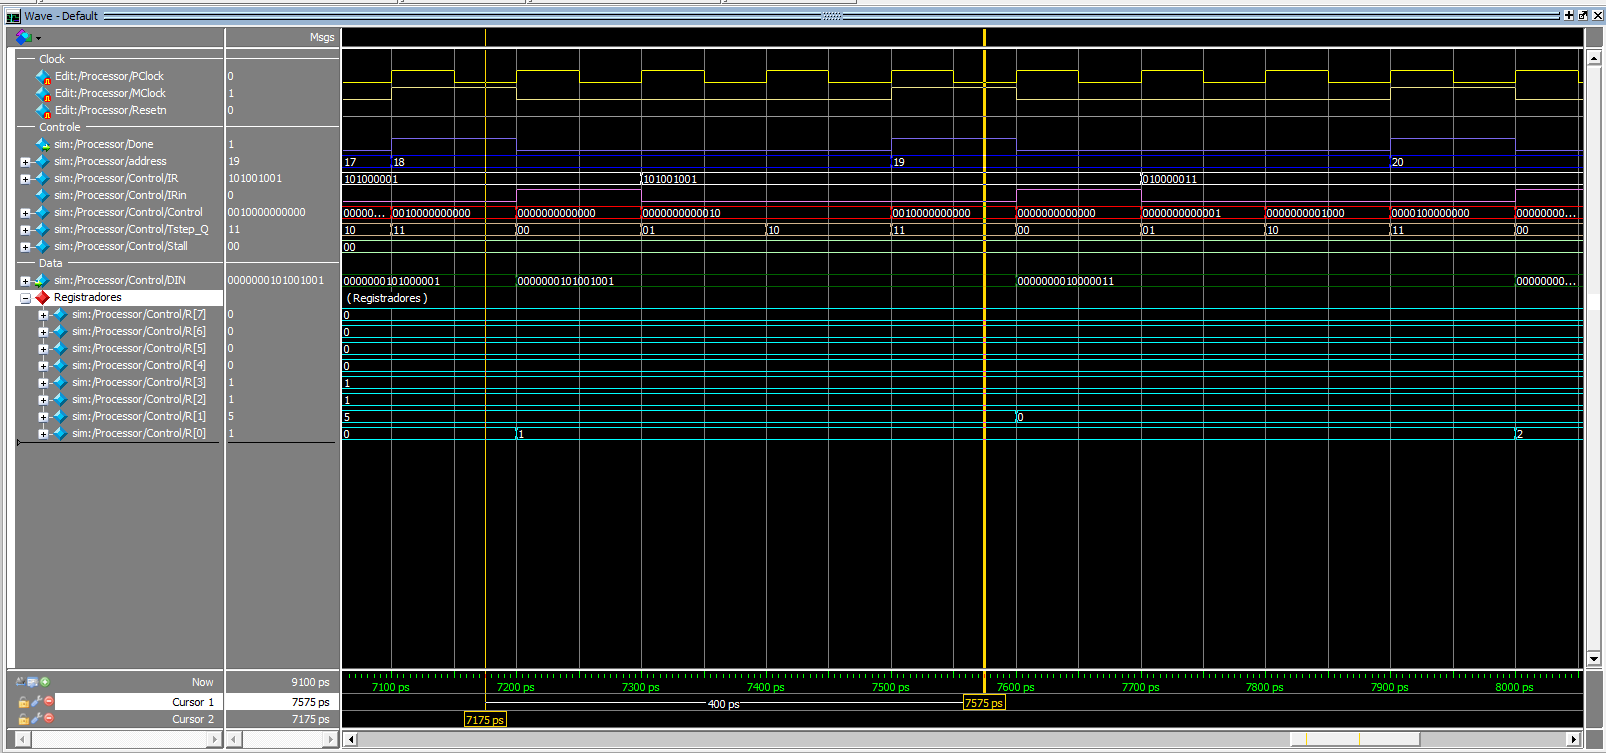 Wave - Default
Msgs
Clock
Edit:/Processor/PClock 0
Edit:/Processor/MClock 1
Edit:/Processor/Resetn 0
Controle
sim:/Processor/Done 1
sim:/Processor/address 19 17 18 19 20
sim:/Processor/Control/IR 101001001 101000001 101001001 010000011
sim:/Processor/Control/IRin 0
sim:/Processor/Control/Control 0010000000000 00000... 0010000000000 0000000000000 0000000000010 0010000000000 0000000000000 0000000000001 0000000001000 0000100000000 00000000...
sim:/Processor/Control/Tstep_Q 11 10 11 00 01 10 11 00 01 10 11 00
sim:/Processor/Control/Stall 00 00
Data
sim:/Processor/Control/DIN 0000000101001001 0000000101000001 0000000101001001 0000000010000011 00000000...
Registradores ( Registradores )
sim:/Processor/Control/R[7] 0 0
sim:/Processor/Control/R[6] 0 0
sim:/Processor/Control/R[5] 0 0
sim:/Processor/Control/R[4] 0 0
sim:/Processor/Control/R[3] 1 1
sim:/Processor/Control/R[2] 1 1
sim:/Processor/Control/R[1] 5 5 0
sim:/Processor/Control/R[0] 1 0 1 2
Now 9100 ps 7100 ps 7200 ps 7300 ps 7400 ps 7500 ps 7600 ps 7700 ps 7800 ps 7900 ps 8000 ps
Cursor 1 7575 ps 400 ps 7575 ps
Cursor 2 7175 ps 7175 ps